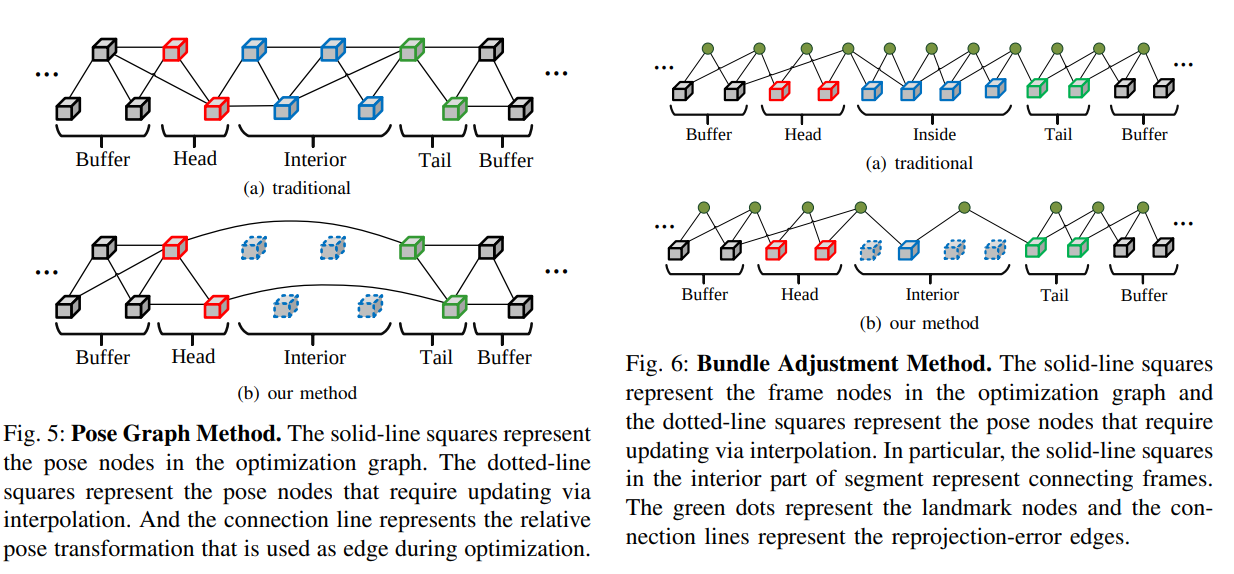 ... ...
Buffer Head Interior Tail Buffer
(a) traditional
... ...
Buffer Head Interior Tail Buffer
(b) our method
Fig. 5: Pose Graph Method. The solid-line squares represent
the pose nodes in the optimization graph. The dotted-line
squares represent the pose nodes that require updating via
interpolation. And the connection line represents the relative
pose transformation that is used as edge during optimization.
... ...
Buffer Head Inside Tail Buffer
(a) traditional
... ...
Buffer Head Interior Tail Buffer
(b) our method
Fig. 6: Bundle Adjustment Method. The solid-line squares
represent the frame nodes in the optimization graph and
the dotted-line squares represent the pose nodes that require
updating via interpolation. In particular, the solid-line squares
in the interior part of segment represent connecting frames.
The green dots represent the landmark nodes and the con-
nection lines represent the reprojection-error edges.